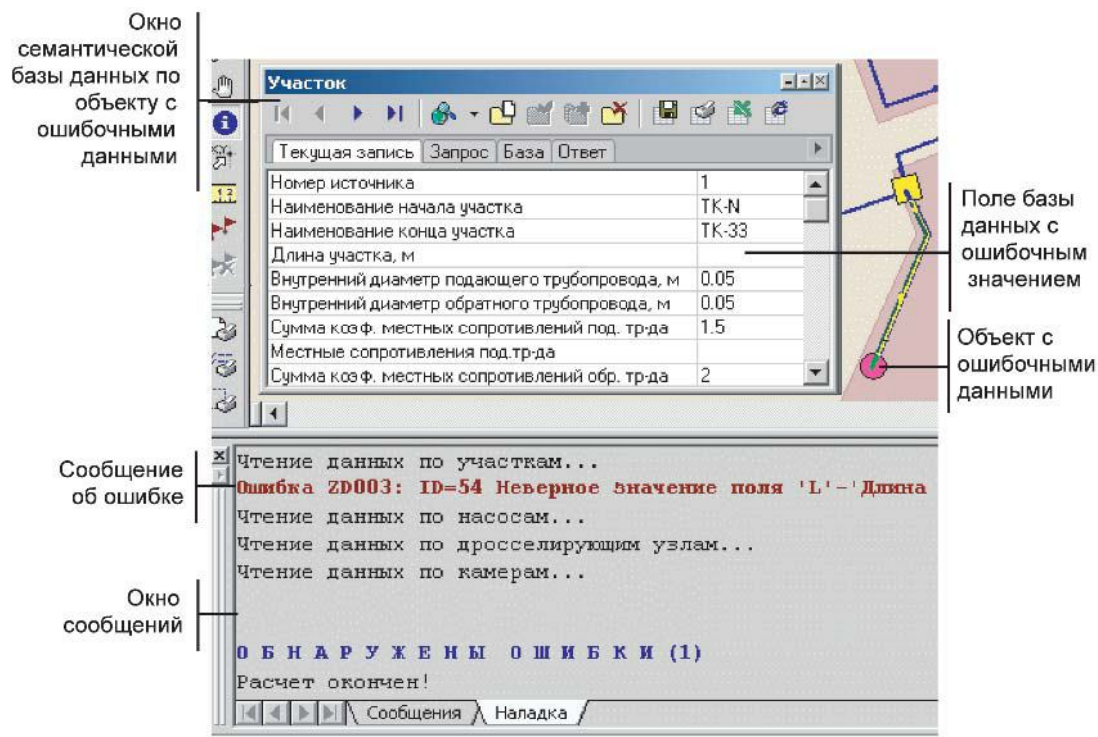 Окно
семантической
базы данных по
объекту с
ошибочными
данными
Участок
Текущая запись Запрос База Ответ
Номер источника 1
Наименование начала участка ТК-N
Наименование конца участка ТК-33
Длина участка, м
Внутренний диаметр подающего трубопровода, м 0.05
Внутренний диаметр обратного трубопровода, м 0.05
Сумма коэф. местных сопротивлений под. тр-да 1.5
Местные сопротивления под.тр-да
Сумма коэф. местных сопротивлений обр. тр-да 2
Поле базы
данных с
ошибочным
значением
Объект с
ошибочными
данными
Сообщение
об ошибке
Окно
сообщений
Чтение данных по участкам...
Ошибка ZD003: ID=54 Неверное значение поля 'L'-'Длина
Чтение данных по насосам...
Чтение данных по дросселирующим узлам...
Чтение данных по камерам...
О Б Н А Р У Ж Е Н Ы О Ш И Б К И (1)
Расчет окончен!
Сообщения Наладка